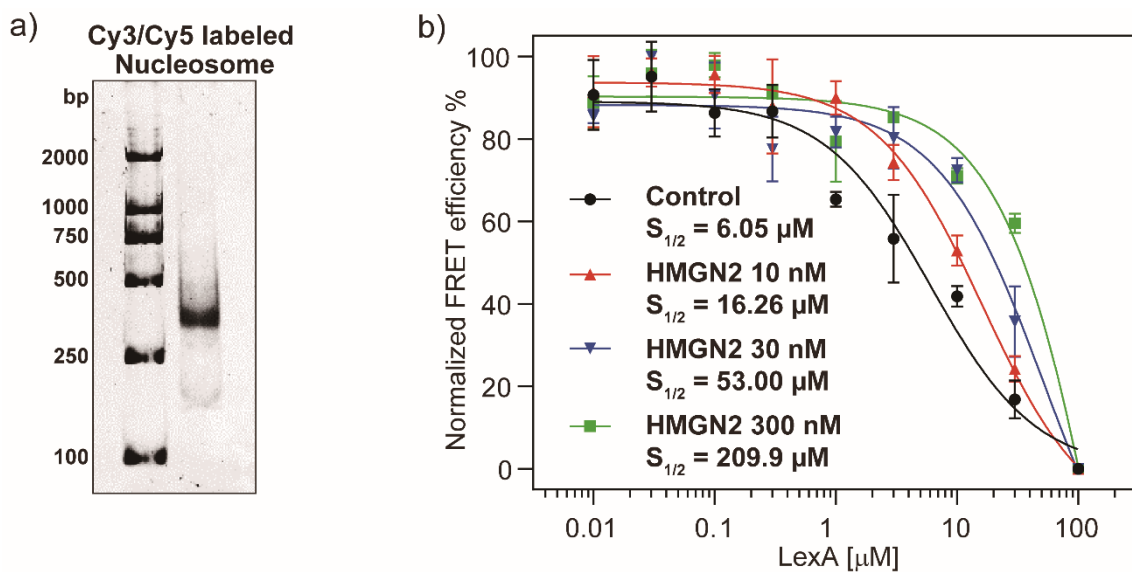 a)
Cy3/Cy5 labeled
Nucleosome
bp
2000
1000
750
500
250
100
b)
Normalized FRET efficiency %
100
80
60
40
20
0
Control
S1/2 = 6.05 µM
HMGN2 10 nM
S1/2 = 16.26 µM
HMGN2 30 nM
S1/2 = 53.00 µM
HMGN2 300 nM
S1/2 = 209.9 µM
0.01 0.1 1 10 100
LexA [µM]